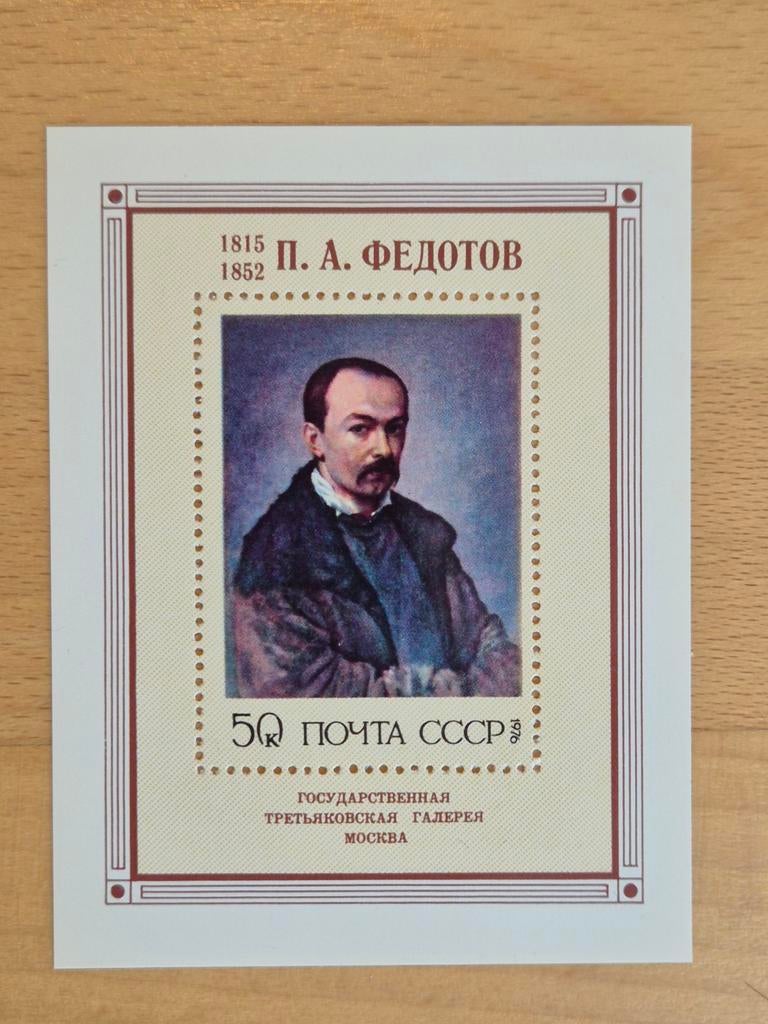 1815
1852
П. А. ФЕДОТОВ
50к ПОЧТА СССР 1976
ГОСУДАРСТВЕННАЯ
ТРЕТЬЯКОВСКАЯ ГАЛЕРЕЯ
МОСКВА